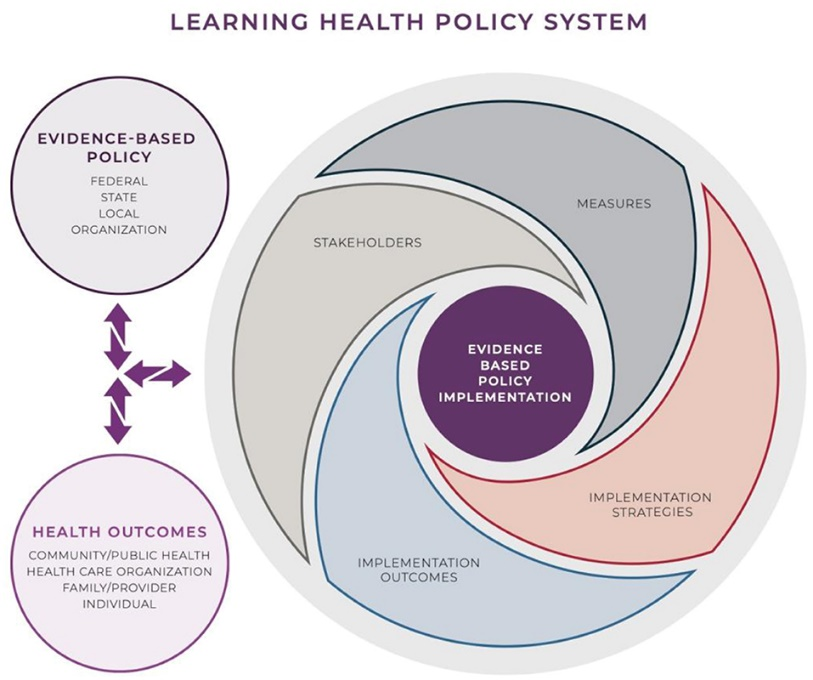 LEARNING HEALTH POLICY SYSTEM
EVIDENCE-BASED
POLICY
FEDERAL
STATE
LOCAL
ORGANIZATION
MEASURES
STAKEHOLDERS
EVIDENCE
BASED
POLICY
IMPLEMENTATION
IMPLEMENTATION
STRATEGIES
IMPLEMENTATION
OUTCOMES
HEALTH OUTCOMES
COMMUNITY/PUBLIC HEALTH
HEALTH CARE ORGANIZATION
FAMILY/PROVIDER
INDIVIDUAL